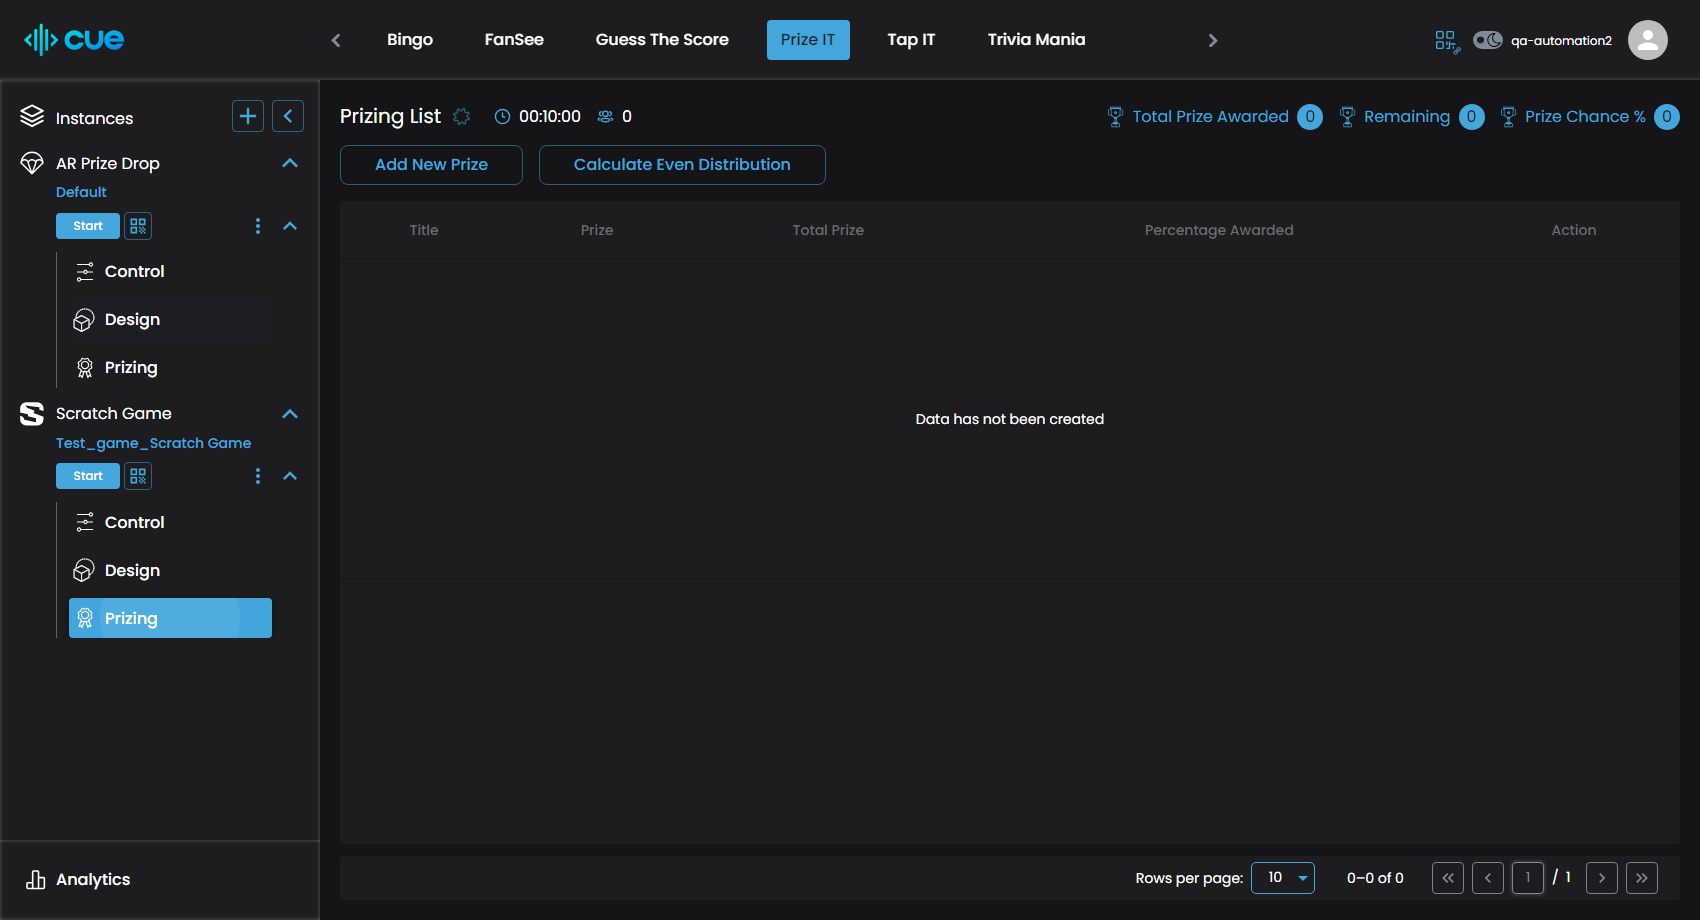 cue
Bingo FanSee Guess The Score Prize IT Tap IT Trivia Mania
qa-automation2
Instances
AR Prize Drop
Default
Start
Control
Design
Prizing
Scratch Game
Test_game_Scratch Game
Start
Control
Design
Prizing
Analytics
Prizing List 00:10:00 0
Total Prize Awarded 0 Remaining 0 Prize Chance % 0
Add New Prize Calculate Even Distribution
Title Prize Total Prize Percentage Awarded Action
Data has not been created
Rows per page: 10 0–0 of 0 1 / 1